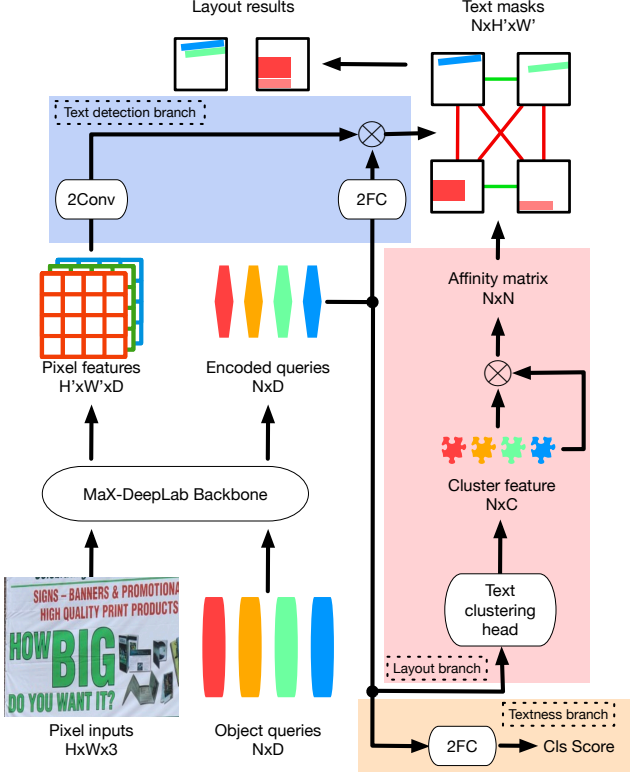 Layout results
Text masks
NxH'xW'
Text detection branch
2Conv
2FC
Affinity matrix
NxN
Pixel features
H'xW'xD
Encoded queries
NxD
Cluster feature
NxC
MaX-DeepLab Backbone
SIGNS – BANNERS & PROMOTIONA
HIGH QUALITY PRINT PRODUCTS
HOW BIG
DO YOU WANT IT?
Text
clustering
head
Layout branch
Pixel inputs
HxWx3
Object queries
NxD
Textness branch
2FC
Cls Score